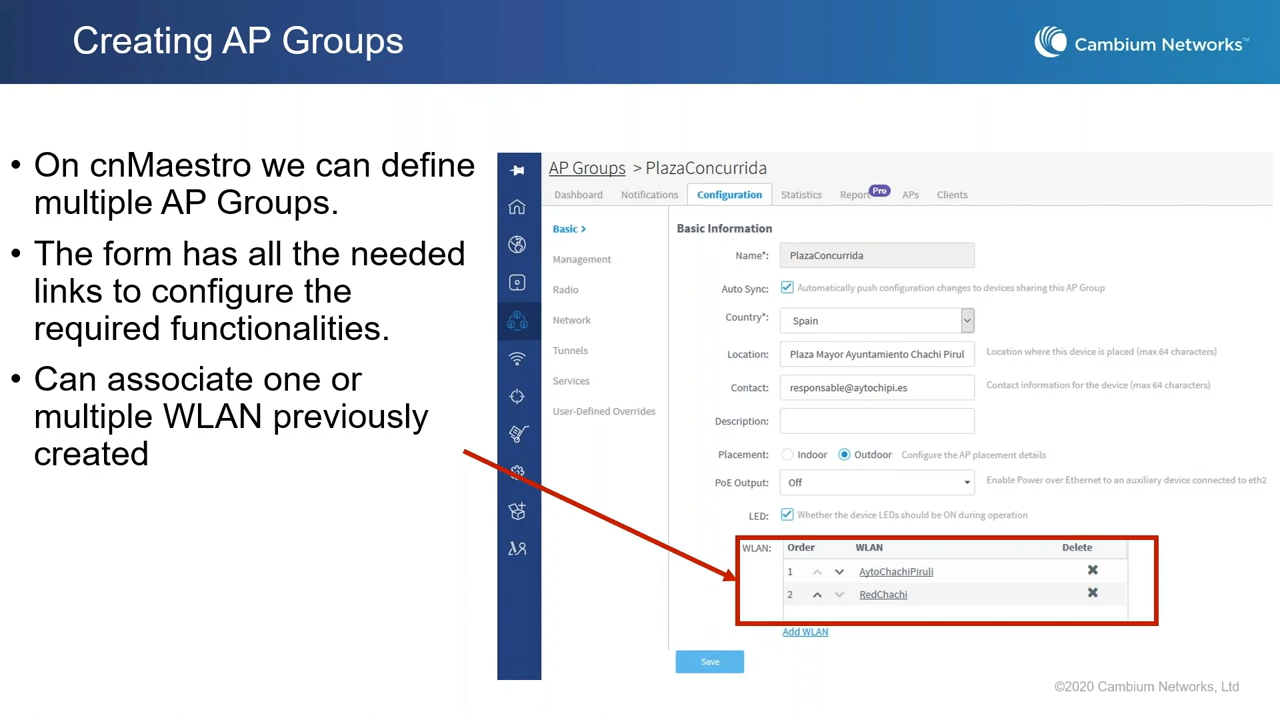 Creating AP Groups
Cambium Networks™
• On cnMaestro we can define
multiple AP Groups.
• The form has all the needed
links to configure the
required functionalities.
• Can associate one or
multiple WLAN previously
created
AP Groups > PlazaConcurrida
Dashboard Notifications Configuration Statistics Report Pro APs Clients
Basic >
Management
Radio
Network
Tunnels
Services
User-Defined Overrides
Basic Information
Name*: PlazaConcurrida
Auto Sync: Automatically push configuration changes to devices sharing this AP Group
Country*: Spain
Location: Plaza Mayor Ayuntamiento Chachi Pirul Location where this device is placed (max 64 characters)
Contact: responsable@aytochipi.es Contact information for the device (max 64 characters)
Description:
Placement: Indoor Outdoor Configure the AP placement details
PoE Output: Off Enable Power over Ethernet to an auxiliary device connected to eth2
LED: Whether the device LEDs should be ON during operation
WLAN: Order WLAN Delete
1 AytoChachiPiruli
2 RedChachi
Add WLAN
Save
©2020 Cambium Networks, Ltd